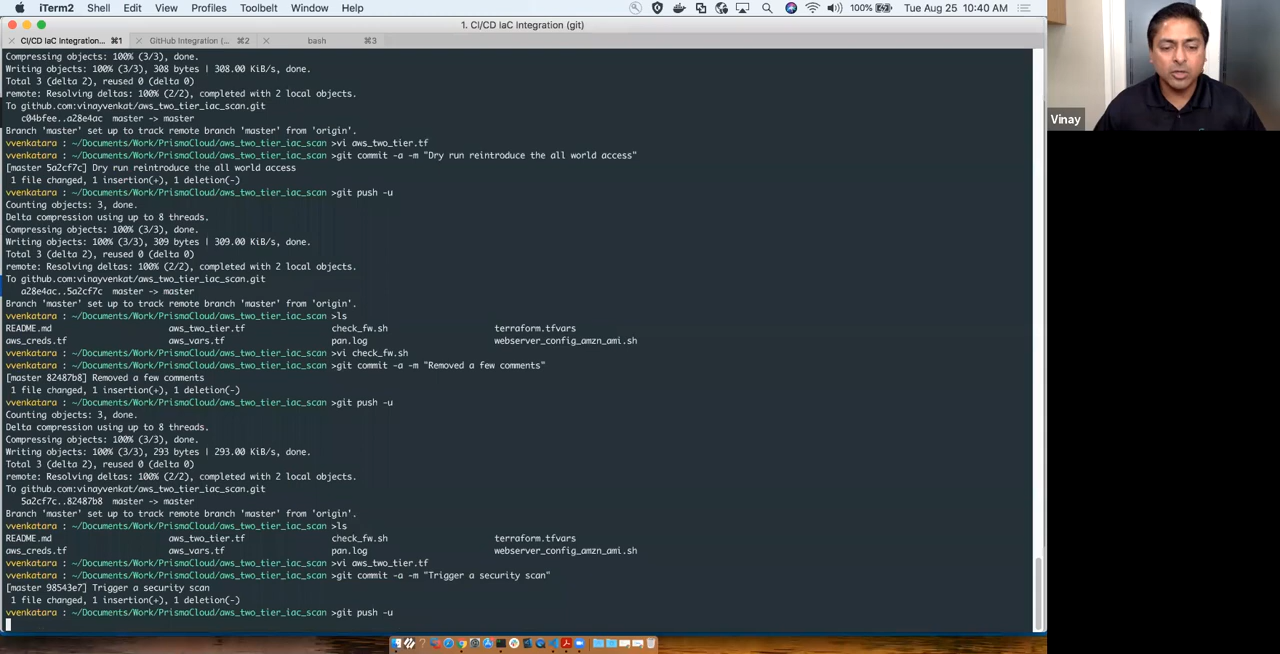 iTerm2 Shell Edit View Profiles Toolbelt Window Help 100% Tue Aug 25 10:40 AM
1. CI/CD IaC Integration (git)
CI/CD IaC Integration... ⌘1 GitHub Integration (... ⌘2 bash ⌘3
Compressing objects: 100% (3/3), done.
Writing objects: 100% (3/3), 308 bytes | 308.00 KiB/s, done.
Total 3 (delta 2), reused 0 (delta 0)
remote: Resolving deltas: 100% (2/2), completed with 2 local objects.
To github.com:vinayvenkat/aws_two_tier_iac_scan.git
c04bfee..a28e4ac master -> master
Branch 'master' set up to track remote branch 'master' from 'origin'.
vvenkatara : ~/Documents/Work/PrismaCloud/aws_two_tier_iac_scan >vi aws_two_tier.tf
vvenkatara : ~/Documents/Work/PrismaCloud/aws_two_tier_iac_scan >git commit -a -m "Dry run reintroduce the all world access"
[master 5a2cf7c] Dry run reintroduce the all world access
1 file changed, 1 insertion(+), 1 deletion(-)
vvenkatara : ~/Documents/Work/PrismaCloud/aws_two_tier_iac_scan >git push -u
Counting objects: 3, done.
Delta compression using up to 8 threads.
Compressing objects: 100% (3/3), done.
Writing objects: 100% (3/3), 309 bytes | 309.00 KiB/s, done.
Total 3 (delta 2), reused 0 (delta 0)
remote: Resolving deltas: 100% (2/2), completed with 2 local objects.
To github.com:vinayvenkat/aws_two_tier_iac_scan.git
a28e4ac..5a2cf7c master -> master
Branch 'master' set up to track remote branch 'master' from 'origin'.
vvenkatara : ~/Documents/Work/PrismaCloud/aws_two_tier_iac_scan >ls
README.md aws_two_tier.tf check_fw.sh terraform.tfvars
aws_creds.tf aws_vars.tf pan.log webserver_config_amzn_ami.sh
vvenkatara : ~/Documents/Work/PrismaCloud/aws_two_tier_iac_scan >vi check_fw.sh
vvenkatara : ~/Documents/Work/PrismaCloud/aws_two_tier_iac_scan >git commit -a -m "Removed a few comments"
[master 82487b8] Removed a few comments
1 file changed, 1 insertion(+), 1 deletion(-)
vvenkatara : ~/Documents/Work/PrismaCloud/aws_two_tier_iac_scan >git push -u
Counting objects: 3, done.
Delta compression using up to 8 threads.
Compressing objects: 100% (3/3), done.
Writing objects: 100% (3/3), 293 bytes | 293.00 KiB/s, done.
Total 3 (delta 2), reused 0 (delta 0)
remote: Resolving deltas: 100% (2/2), completed with 2 local objects.
To github.com:vinayvenkat/aws_two_tier_iac_scan.git
5a2cf7c..82487b8 master -> master
Branch 'master' set up to track remote branch 'master' from 'origin'.
vvenkatara : ~/Documents/Work/PrismaCloud/aws_two_tier_iac_scan >ls
README.md aws_two_tier.tf check_fw.sh terraform.tfvars
aws_creds.tf aws_vars.tf pan.log webserver_config_amzn_ami.sh
vvenkatara : ~/Documents/Work/PrismaCloud/aws_two_tier_iac_scan >vi aws_two_tier.tf
vvenkatara : ~/Documents/Work/PrismaCloud/aws_two_tier_iac_scan >git commit -a -m "Trigger a security scan"
[master 98543e7] Trigger a security scan
1 file changed, 1 insertion(+), 1 deletion(-)
vvenkatara : ~/Documents/Work/PrismaCloud/aws_two_tier_iac_scan >git push -u
Vinay